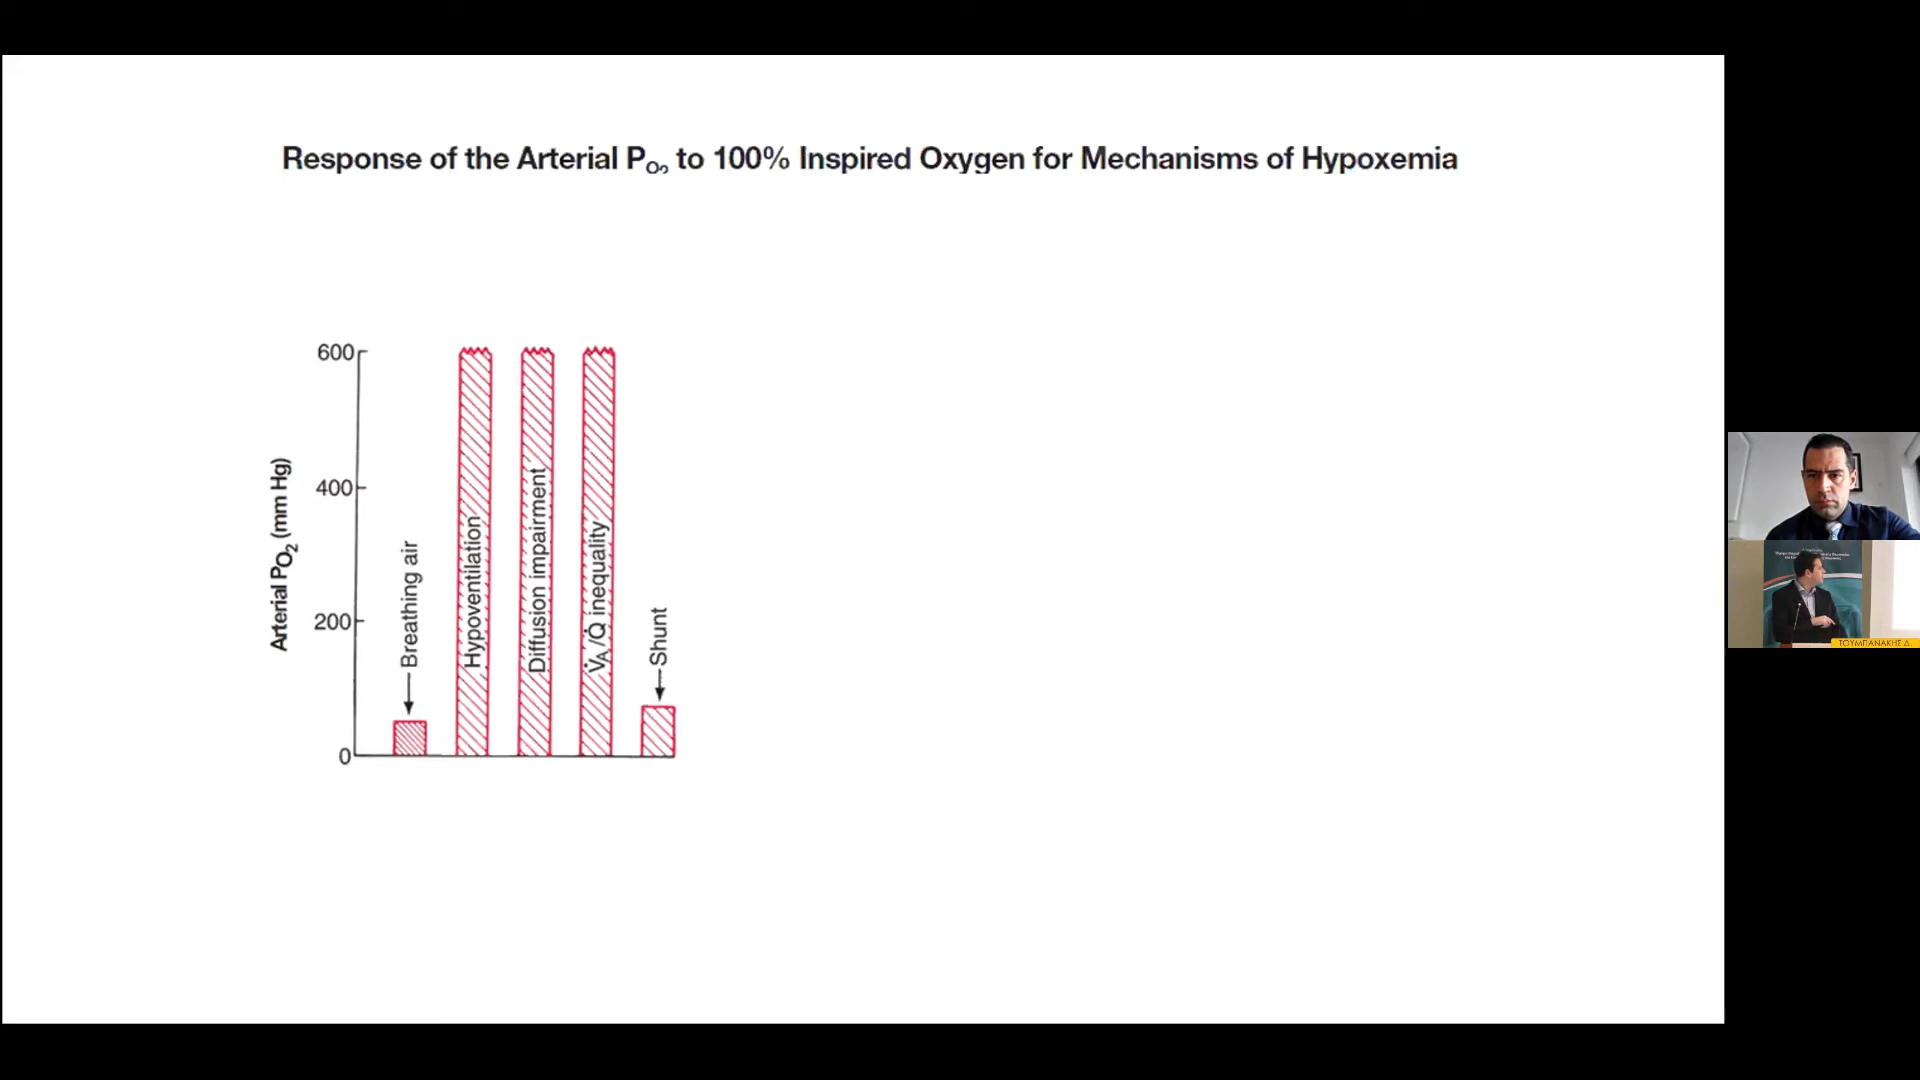 Response of the Arterial PO2 to 100% Inspired Oxygen for Mechanisms of Hypoxemia
600
400
200
0
Arterial PO2 (mm Hg)
Breathing air
Hypoventilation
Diffusion impairment
V̇A/Q̇ inequality
Shunt
ΤΟΥΜΠΑΝΑΚΗΣ Δ.